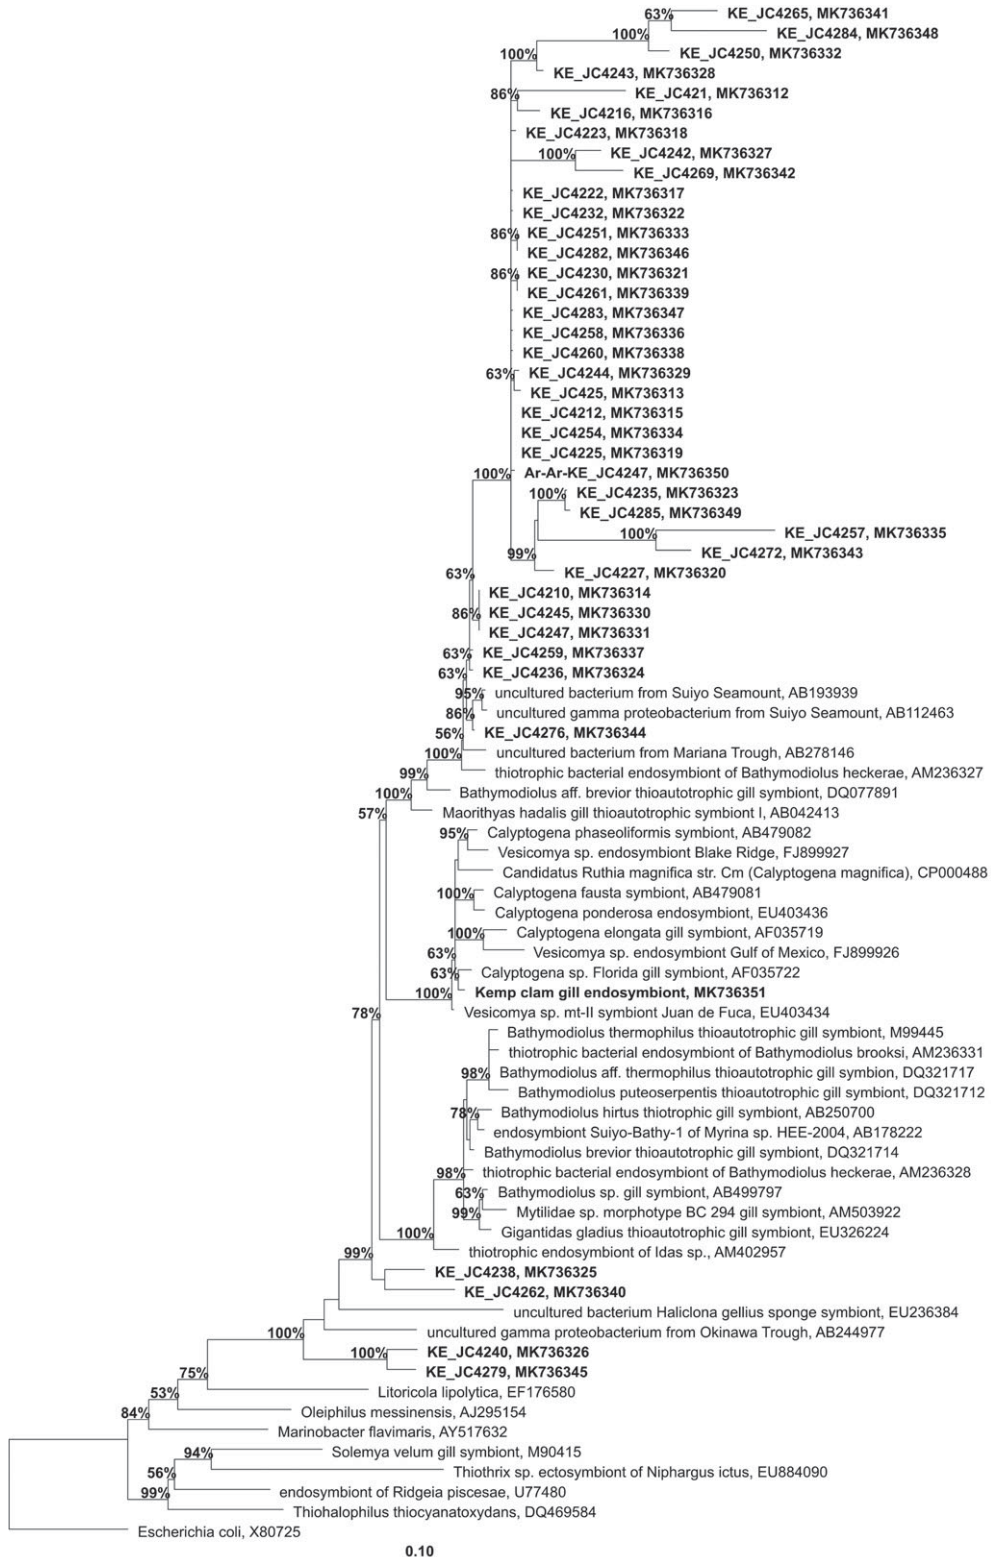 63% KE_JC4265, MK736341
100% KE_JC4284, MK736348
100% KE_JC4250, MK736332
KE_JC4243, MK736328
86% KE_JC421, MK736312
KE_JC4216, MK736316
KE_JC4223, MK736318
100% KE_JC4242, MK736327
KE_JC4269, MK736342
KE_JC4222, MK736317
KE_JC4232, MK736322
86% KE_JC4251, MK736333
KE_JC4282, MK736346
86% KE_JC4230, MK736321
KE_JC4261, MK736339
KE_JC4283, MK736347
KE_JC4258, MK736336
KE_JC4260, MK736338
63% KE_JC4244, MK736329
KE_JC425, MK736313
KE_JC4212, MK736315
KE_JC4254, MK736334
KE_JC4225, MK736319
100% Ar-Ar-KE_JC4247, MK736350
100% KE_JC4235, MK736323
KE_JC4285, MK736349
100% KE_JC4257, MK736335
99% KE_JC4272, MK736343
63% KE_JC4227, MK736320
KE_JC4210, MK736314
86% KE_JC4245, MK736330
KE_JC4247, MK736331
63% KE_JC4259, MK736337
63% KE_JC4236, MK736324
95% uncultured bacterium from Suiyo Seamount, AB193939
86% uncultured gamma proteobacterium from Suiyo Seamount, AB112463
56% KE_JC4276, MK736344
100% uncultured bacterium from Mariana Trough, AB278146
99% thiotrophic bacterial endosymbiont of Bathymodiolus heckerae, AM236327
100% Bathymodiolus aff. brevior thioautotrophic gill symbiont, DQ077891
57% Maorithyas hadalis gill thioautotrophic symbiont I, AB042413
95% Calyptogena phaseoliformis symbiont, AB479082
Vesicomya sp. endosymbiont Blake Ridge, FJ899927
Candidatus Ruthia magnifica str. Cm (Calyptogena magnifica), CP000488
100% Calyptogena fausta symbiont, AB479081
Calyptogena ponderosa endosymbiont, EU403436
100% Calyptogena elongata gill symbiont, AF035719
63% Vesicomya sp. endosymbiont Gulf of Mexico, FJ899926
63% Calyptogena sp. Florida gill symbiont, AF035722
100% Kemp clam gill endosymbiont, MK736351
78% Vesicomya sp. mt-II symbiont Juan de Fuca, EU403434
Bathymodiolus thermophilus thioautotrophic gill symbiont, M99445
thiotrophic bacterial endosymbiont of Bathymodiolus brooksi, AM236331
98% Bathymodiolus aff. thermophilus thioautotrophic gill symbion, DQ321717
Bathymodiolus puteoserpentis thioautotrophic gill symbiont, DQ321712
78% Bathymodiolus hirtus thiotrophic gill symbiont, AB250700
endosymbiont Suiyo-Bathy-1 of Myrina sp. HEE-2004, AB178222
Bathymodiolus brevior thioautotrophic gill symbiont, DQ321714
98% thiotrophic bacterial endosymbiont of Bathymodiolus heckerae, AM236328
63% Bathymodiolus sp. gill symbiont, AB499797
99% Mytilidae sp. morphotype BC 294 gill symbiont, AM503922
100% Gigantidas gladius thioautotrophic gill symbiont, EU326224
99% thiotrophic endosymbiont of Idas sp., AM402957
KE_JC4238, MK736325
KE_JC4262, MK736340
uncultured bacterium Haliclona gellius sponge symbiont, EU236384
100% uncultured gamma proteobacterium from Okinawa Trough, AB244977
100% KE_JC4240, MK736326
75% KE_JC4279, MK736345
53% Litoricola lipolytica, EF176580
84% Oleiphilus messinensis, AJ295154
Marinobacter flavimaris, AY517632
94% Solemya velum gill symbiont, M90415
56% Thiothrix sp. ectosymbiont of Niphargus ictus, EU884090
99% endosymbiont of Ridgeia piscesae, U77480
Thiohalophilus thiocyanatoxydans, DQ469584
Escherichia coli, X80725
0.10